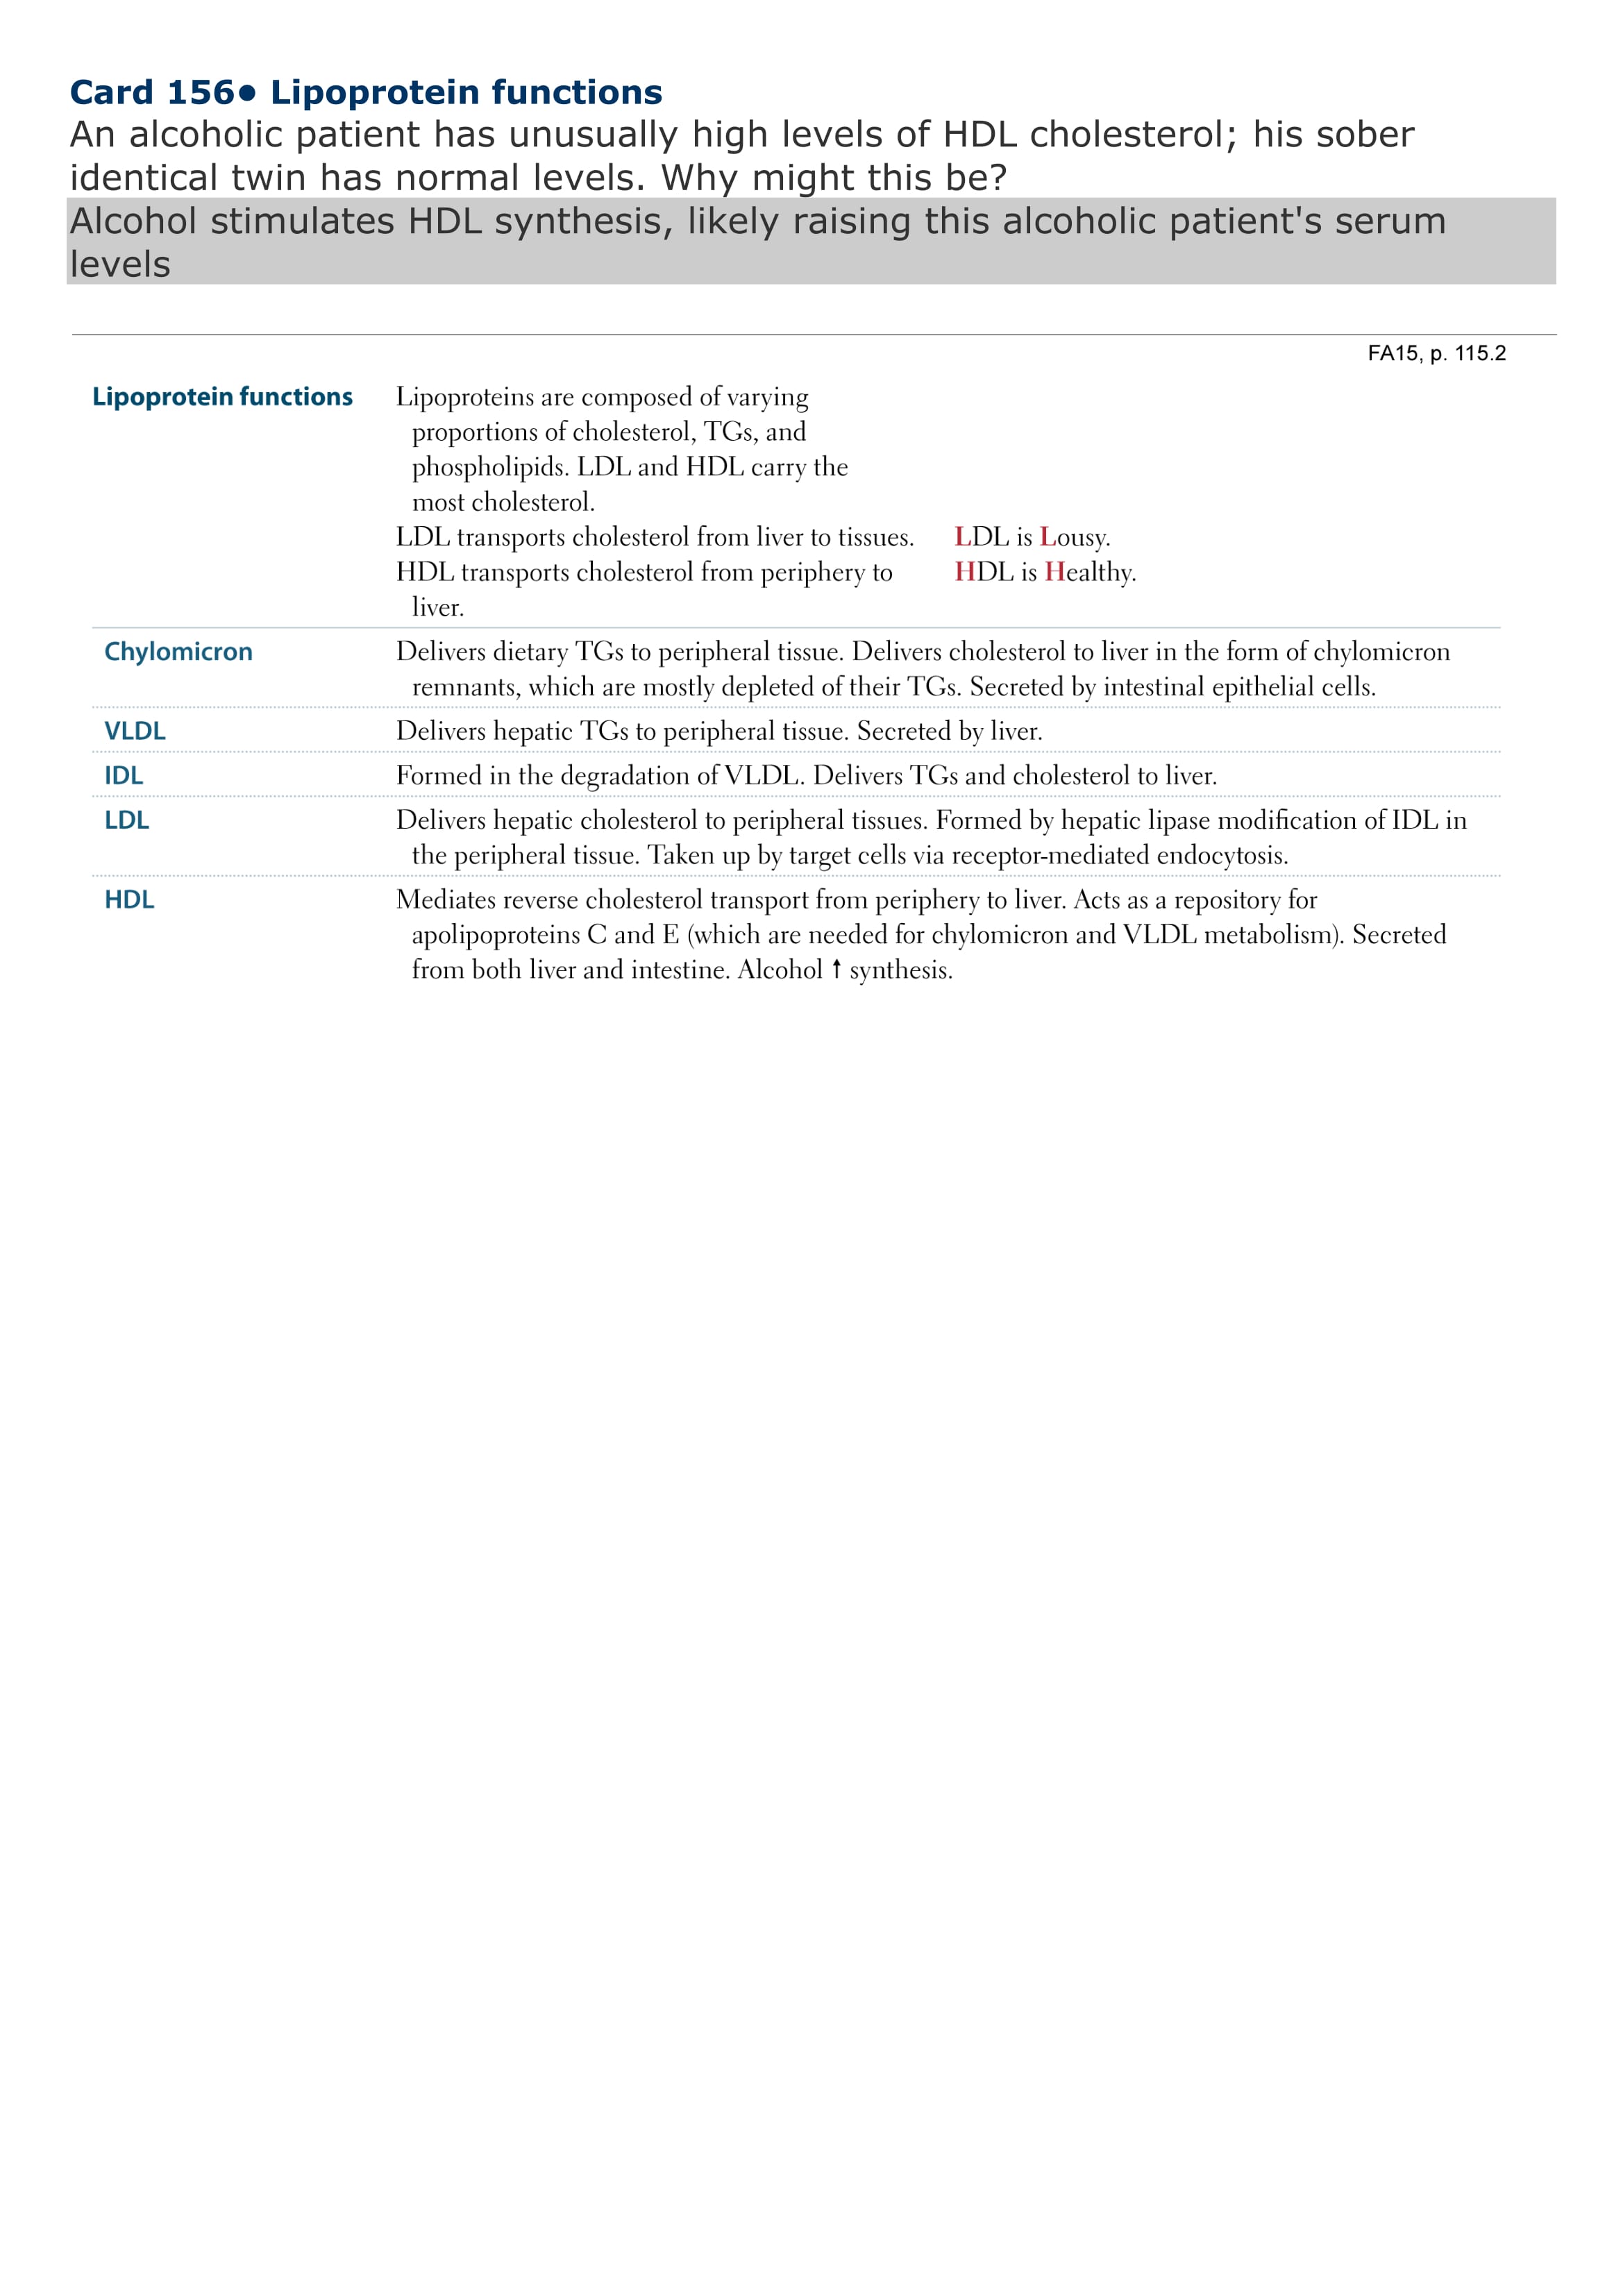 Card 156• Lipoprotein functions
An alcoholic patient has unusually high levels of HDL cholesterol; his sober
identical twin has normal levels. Why might this be?
Alcohol stimulates HDL synthesis, likely raising this alcoholic patient's serum
levels
FA15, p. 115.2
Lipoprotein functions
Lipoproteins are composed of varying
proportions of cholesterol, TGs, and
phospholipids. LDL and HDL carry the
most cholesterol.
LDL transports cholesterol from liver to tissues.
LDL is Lousy.
HDL transports cholesterol from periphery to
HDL is Healthy.
liver.
Chylomicron
Delivers dietary TGs to peripheral tissue. Delivers cholesterol to liver in the form of chylomicron
remnants, which are mostly depleted of their TGs. Secreted by intestinal epithelial cells.
VLDL
Delivers hepatic TGs to peripheral tissue. Secreted by liver.
IDL
Formed in the degradation of VLDL. Delivers TGs and cholesterol to liver.
LDL
Delivers hepatic cholesterol to peripheral tissues. Formed by hepatic lipase modification of IDL in
the peripheral tissue. Taken up by target cells via receptor-mediated endocytosis.
HDL
Mediates reverse cholesterol transport from periphery to liver. Acts as a repository for
apolipoproteins C and E (which are needed for chylomicron and VLDL metabolism). Secreted
from both liver and intestine. Alcohol ↑ synthesis.